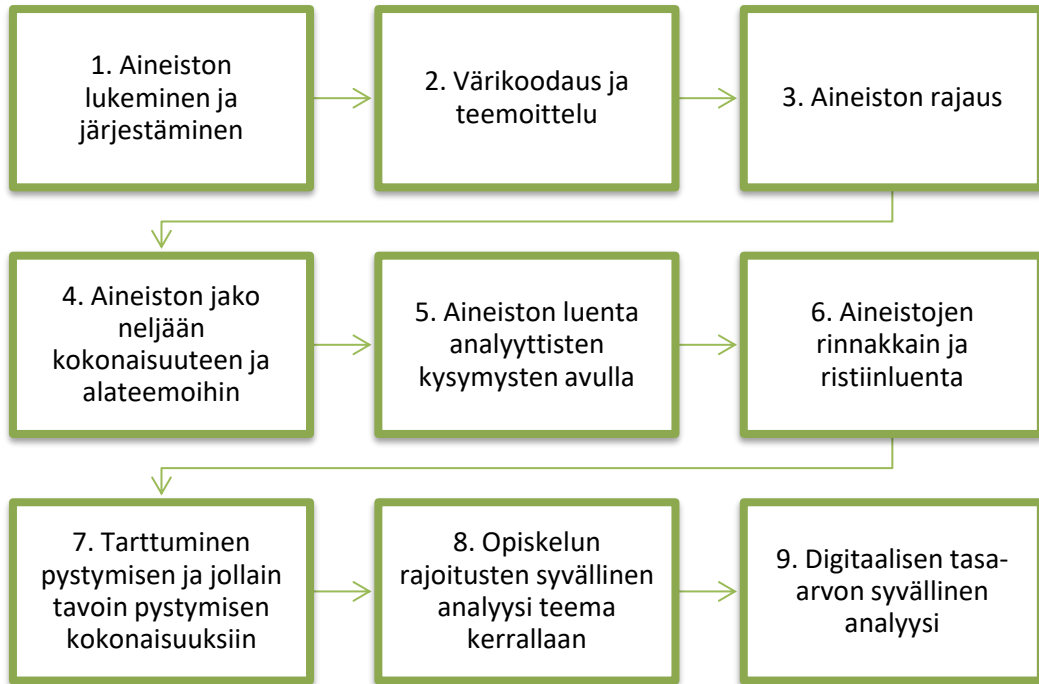 1. Aineiston
lukeminen ja
järjestäminen
2. Värikoodaus ja
teemoittelu
3. Aineiston rajaus
4. Aineiston jako
neljään
kokonaisuuteen ja
alateemoihin
5. Aineiston luenta
analyyttisten
kysymysten avulla
6. Aineistojen
rinnakkain ja
ristiinluenta
7. Tarttuminen
pystymisen ja jollain
tavoin pystymisen
kokonaisuuksiin
8. Opiskelun
rajoitusten syvällinen
analyysi teema
kerrallaan
9. Digitaalisen tasa-
arvon syvällinen
analyysi